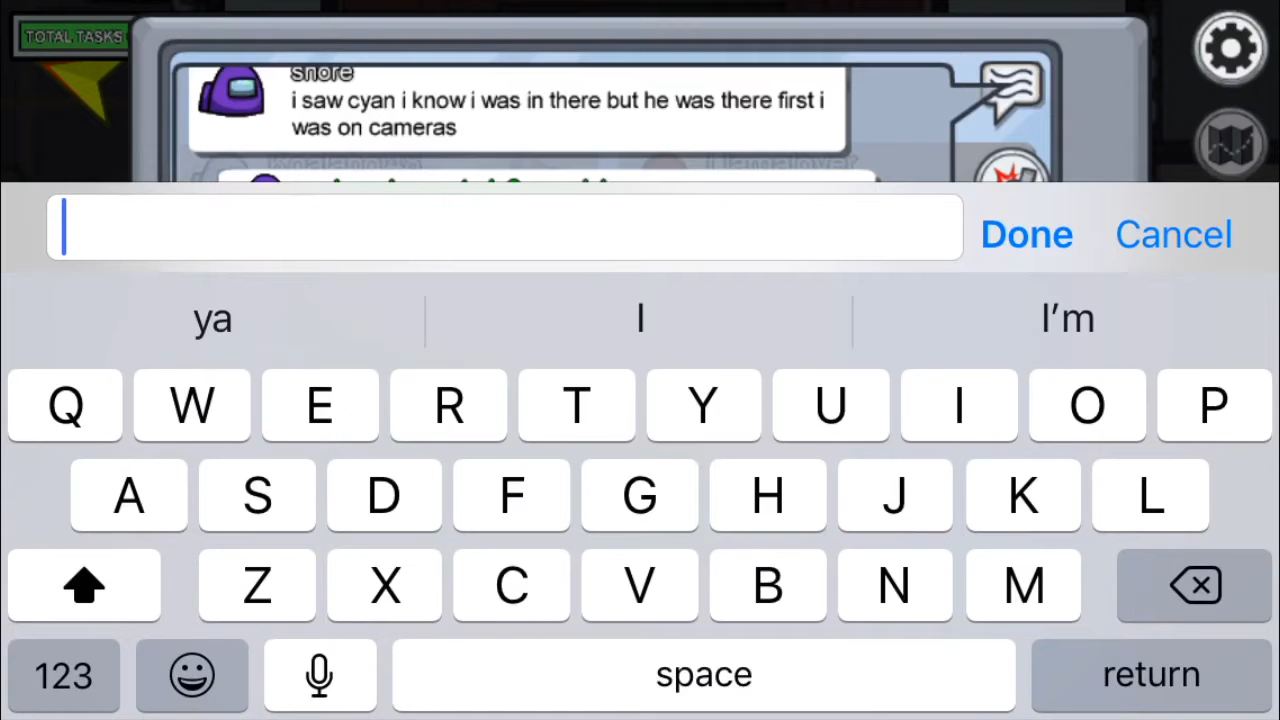 TOTAL TASKS
snore
i saw cyan i know i was in there but he was there first i
was on cameras
Done Cancel
ya I I'm
Q W E R T Y U I O P
A S D F G H J K L
Z X C V B N M
123 space return